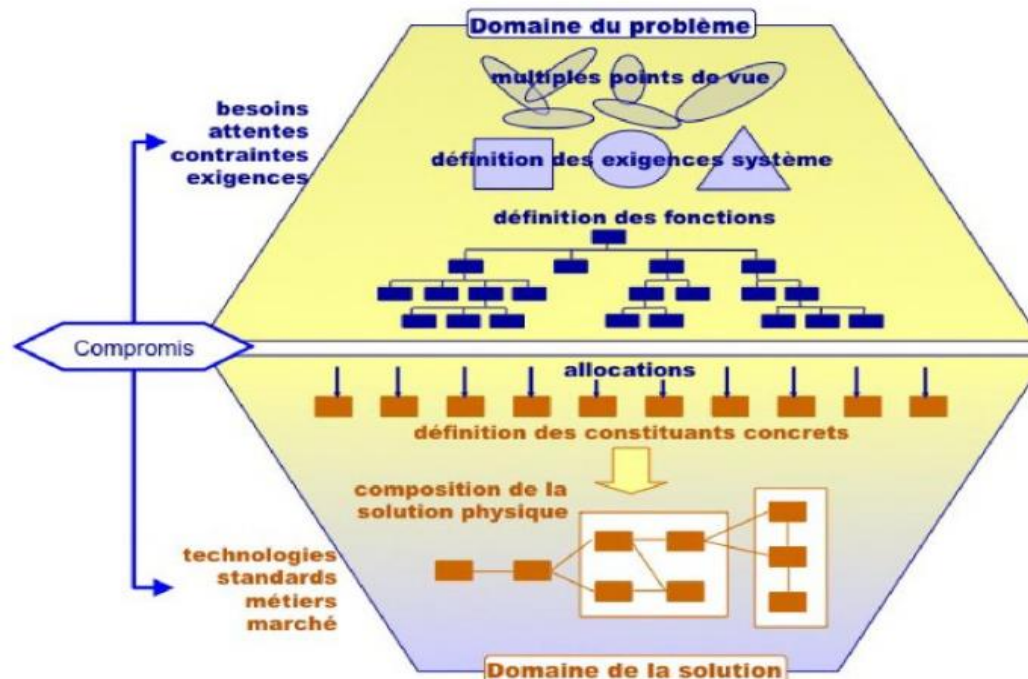 Domaine du problème
multiples points de vue
besoins
attentes
contraintes
exigences
définition des exigences système
définition des fonctions
Compromis
allocations
définition des constituants concrets
composition de la
solution physique
technologies
standards
métiers
marché
Domaine de la solution